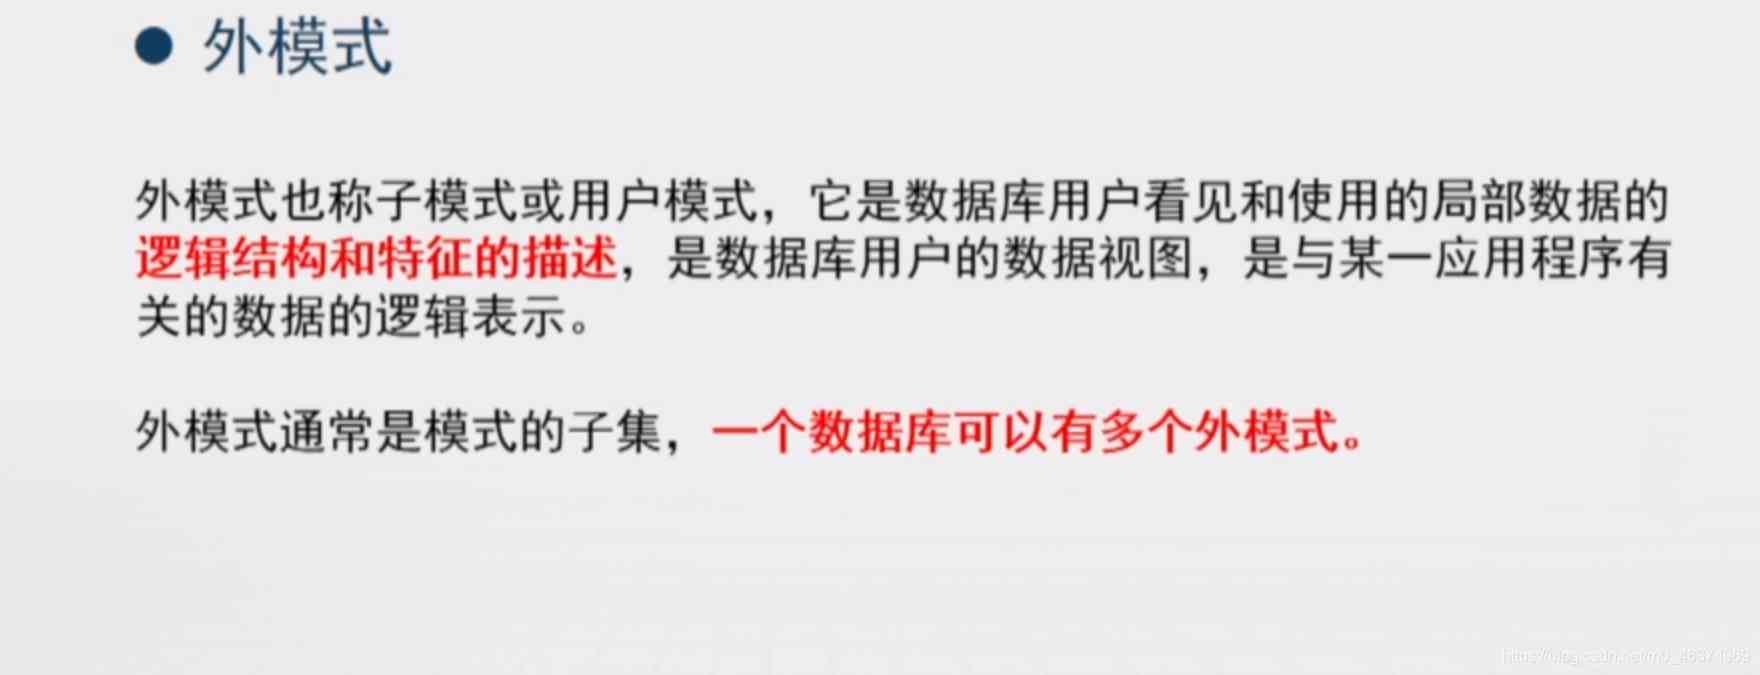 ● 外模式
外模式也称子模式或用户模式，它是数据库用户看见和使用的局部数据的
逻辑结构和特征的描述，是数据库用户的数据视图，是与某一应用程序有
关的数据的逻辑表示。
外模式通常是模式的子集，一个数据库可以有多个外模式。